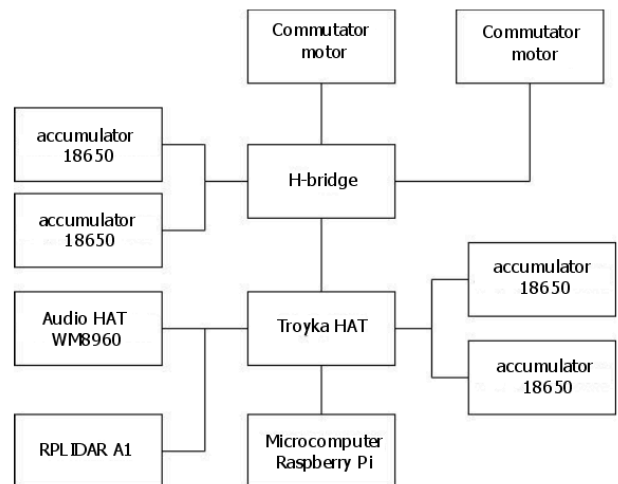 Commutator
motor
Commutator
motor
accumulator
18650
H-bridge
accumulator
18650
accumulator
18650
Audio HAT
WM8960
Troyka HAT
accumulator
18650
RPLIDAR A1
Microcomputer
Raspberry Pi